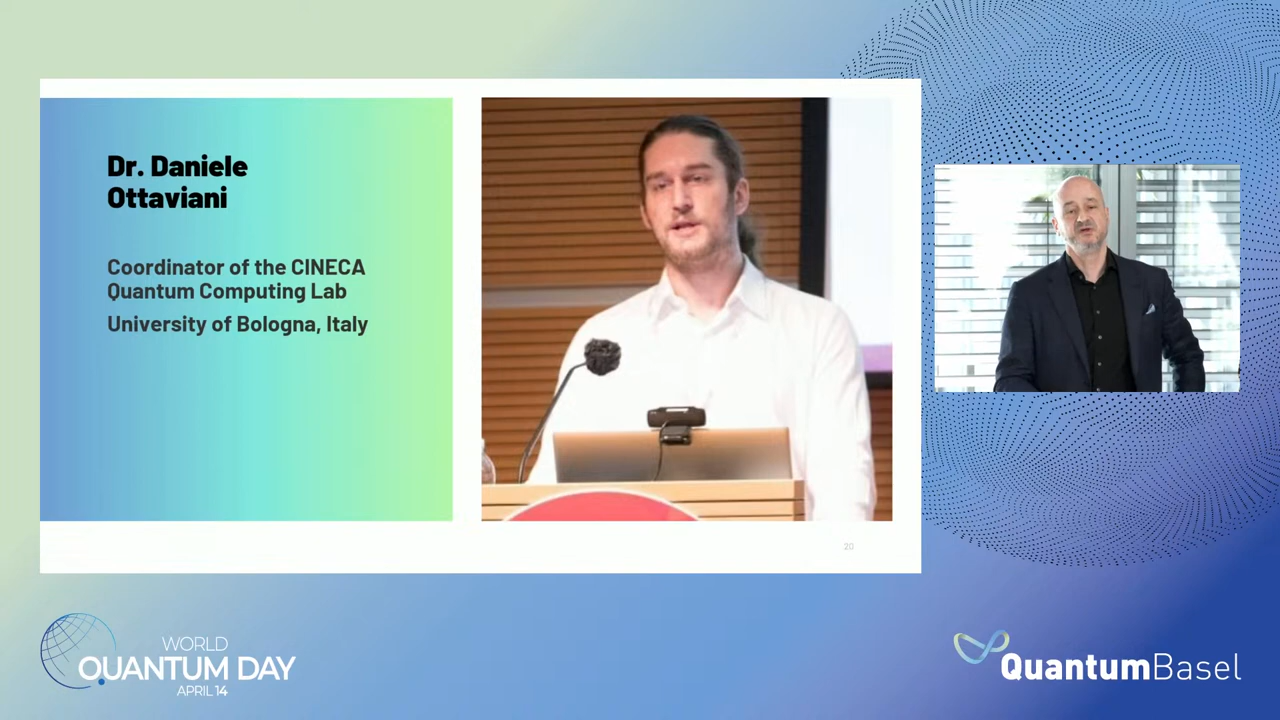 Dr. Daniele
Ottaviani
Coordinator of the CINECA
Quantum Computing Lab
University of Bologna, Italy
20
WORLD
QUANTUM DAY
APRIL 14
QuantumBasel